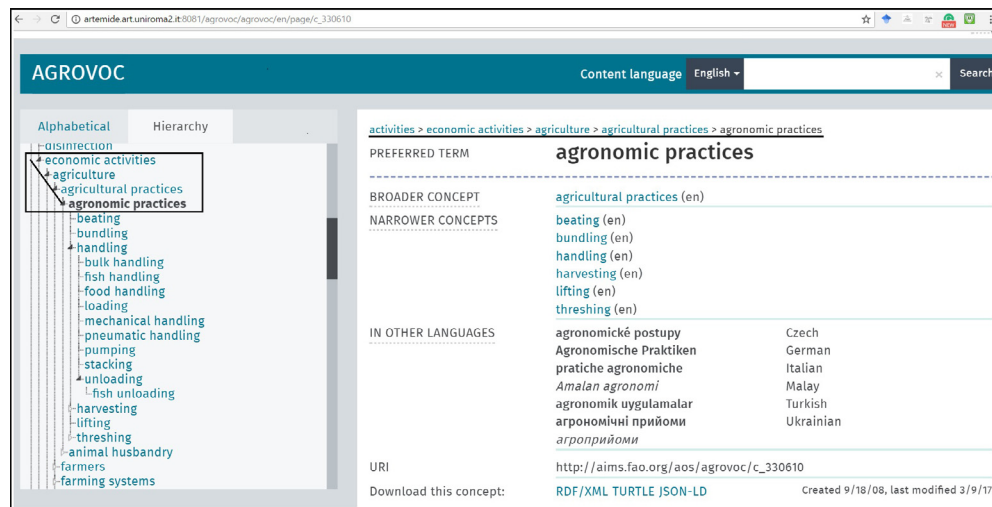 artemide.art.uniroma2.it:8081/agrovoc/agrovoc/en/page/c_330610
NEW
AGROVOC
Content language English
Search
Alphabetical Hierarchy
disinfection
economic activities
agriculture
agricultural practices
agronomic practices
beating
bundling
handling
bulk handling
fish handling
food handling
loading
mechanical handling
pneumatic handling
pumping
stacking
unloading
fish unloading
harvesting
lifting
threshing
animal husbandry
farmers
farming systems
activities > economic activities > agriculture > agricultural practices > agronomic practices
PREFERRED TERM agronomic practices
BROADER CONCEPT agricultural practices (en)
NARROWER CONCEPTS beating (en)
bundling (en)
handling (en)
harvesting (en)
lifting (en)
threshing (en)
IN OTHER LANGUAGES agronomické postupy Czech
Agronomische Praktiken German
pratiche agronomiche Italian
Amalan agronomi Malay
agronomik uygulamalar Turkish
агрономічні прийоми Ukrainian
агроприйоми
URI http://aims.fao.org/aos/agrovoc/c_330610
Download this concept: RDF/XML TURTLE JSON-LD Created 9/18/08, last modified 3/9/17